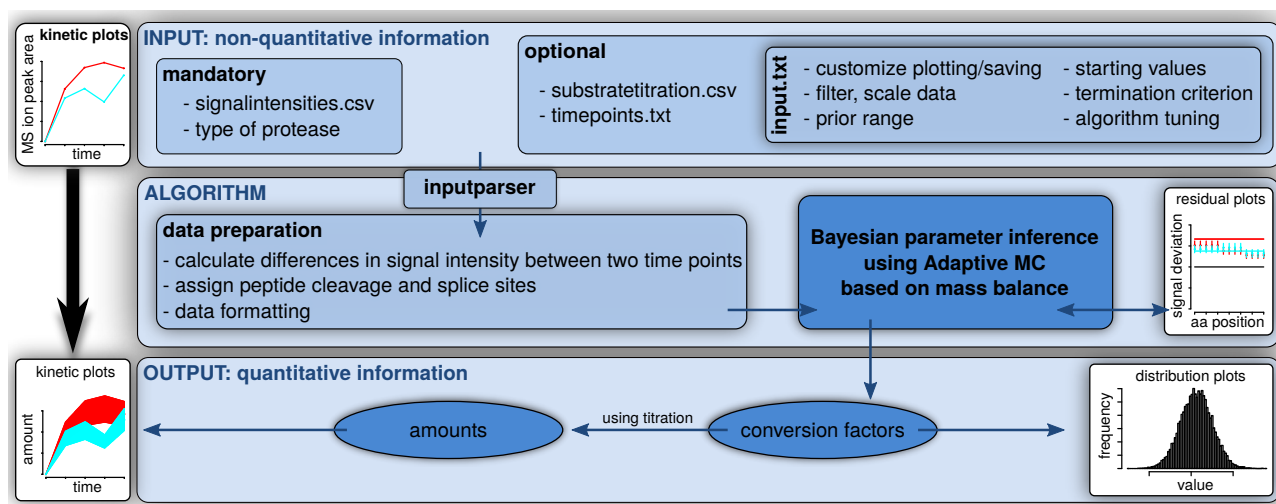 kinetic plots
MS ion peak area
time
INPUT: non-quantitative information
mandatory
- signalintensities.csv
- type of protease
optional
- substratetitration.csv
- timepoints.txt
input.txt
- customize plotting/saving
- filter, scale data
- prior range
- starting values
- termination criterion
- algorithm tuning
inputparser
ALGORITHM
data preparation
- calculate differences in signal intensity between two time points
- assign peptide cleavage and splice sites
- data formatting
Bayesian parameter inference
using Adaptive MC
based on mass balance
residual plots
signal deviation
aa position
OUTPUT: quantitative information
kinetic plots
amount
time
amounts
using titration
conversion factors
distribution plots
frequency
value